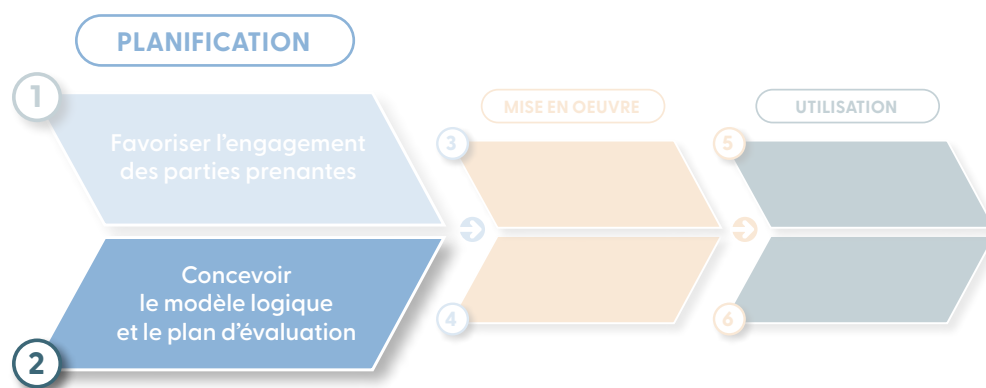 PLANIFICATION
1
Favoriser l’engagement
des parties prenantes
Concevoir
le modèle logique
et le plan d’évaluation
2
MISE EN OEUVRE
3
4
UTILISATION
5
6